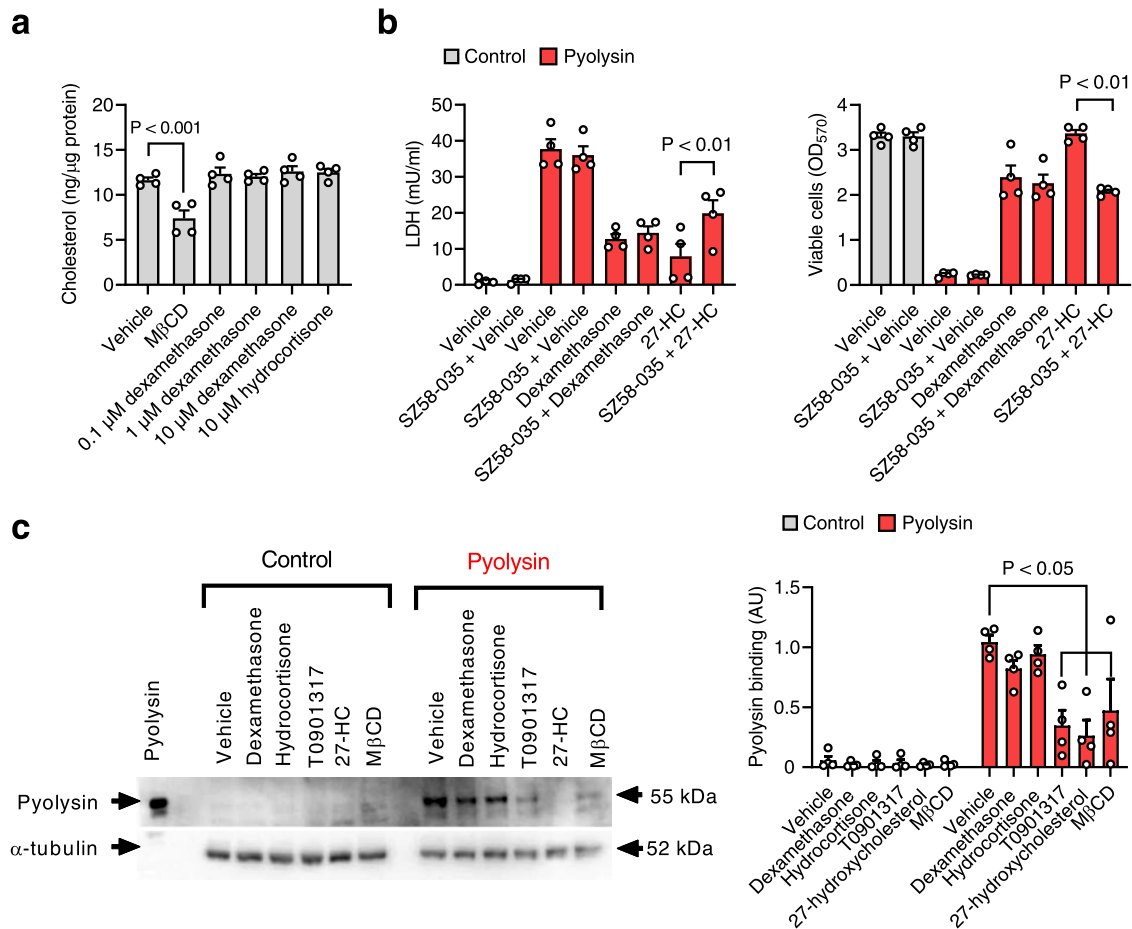 a
Cholesterol (ng/µg protein)
20
15
10
5
0
P < 0.001
Vehicle
MβCD
0.1 µM dexamethasone
1 µM dexamethasone
10 µM dexamethasone
10 µM hydrocortisone
b
Control
Pyolysin
LDH (mU/ml)
50
40
30
20
10
0
P < 0.01
Vehicle
SZ58-035 + Vehicle
Vehicle
SZ58-035 + Vehicle
Dexamethasone
SZ58-035 + Dexamethasone
27-HC
SZ58-035 + 27-HC
Viable cells (OD570)
4
3
2
1
0
P < 0.01
Vehicle
SZ58-035 + Vehicle
Vehicle
SZ58-035 + Vehicle
Dexamethasone
SZ58-035 + Dexamethasone
27-HC
SZ58-035 + 27-HC
c
Control
Pyolysin
Pyolysin
Vehicle
Dexamethasone
Hydrocortisone
T0901317
27-HC
MβCD
Vehicle
Dexamethasone
Hydrocortisone
T0901317
27-HC
MβCD
Pyolysin
55 kDa
α-tubulin
52 kDa
Control
Pyolysin
Pyolysin binding (AU)
1.5
1.0
0.5
0
P < 0.05
Vehicle
Dexamethasone
Hydrocortisone
T0901317
27-hydroxycholesterol
MβCD
Vehicle
Dexamethasone
Hydrocortisone
T0901317
27-hydroxycholesterol
MβCD